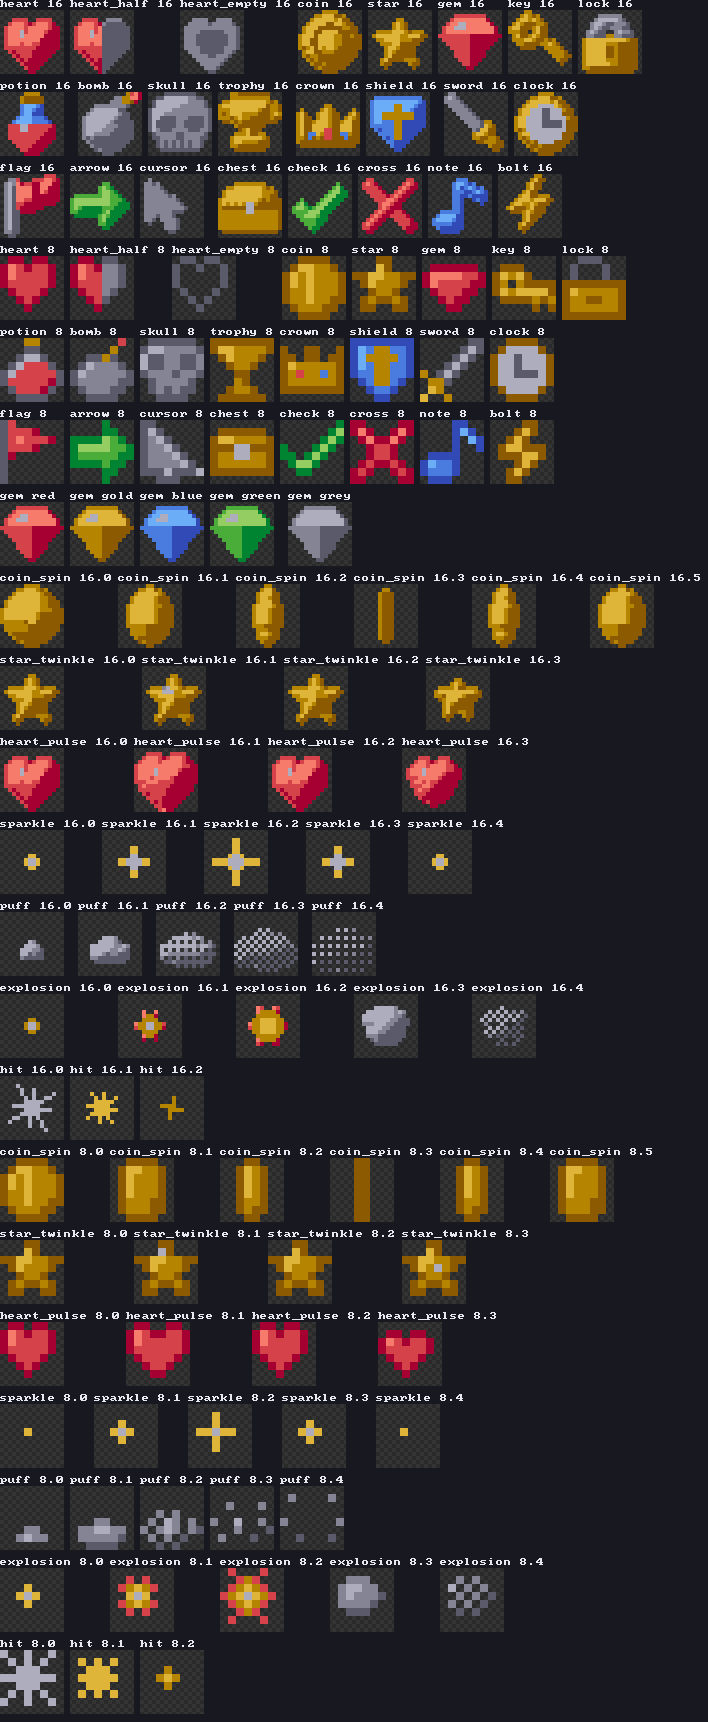 heart 16 heart_half 16 heart_empty 16 coin 16 star 16 gem 16 key 16 lock 16
potion 16 bomb 16 skull 16 trophy 16 crown 16 shield 16 sword 16 clock 16
flag 16 arrow 16 cursor 16 chest 16 check 16 cross 16 note 16 bolt 16
heart 8 heart_half 8 heart_empty 8 coin 8 star 8 gem 8 key 8 lock 8
potion 8 bomb 8 skull 8 trophy 8 crown 8 shield 8 sword 8 clock 8
flag 8 arrow 8 cursor 8 chest 8 check 8 cross 8 note 8 bolt 8
gem red gem gold gem blue gem green gem grey
coin_spin 16.0 coin_spin 16.1 coin_spin 16.2 coin_spin 16.3 coin_spin 16.4 coin_spin 16.5
star_twinkle 16.0 star_twinkle 16.1 star_twinkle 16.2 star_twinkle 16.3
heart_pulse 16.0 heart_pulse 16.1 heart_pulse 16.2 heart_pulse 16.3
sparkle 16.0 sparkle 16.1 sparkle 16.2 sparkle 16.3 sparkle 16.4
puff 16.0 puff 16.1 puff 16.2 puff 16.3 puff 16.4
explosion 16.0 explosion 16.1 explosion 16.2 explosion 16.3 explosion 16.4
hit 16.0 hit 16.1 hit 16.2
coin_spin 8.0 coin_spin 8.1 coin_spin 8.2 coin_spin 8.3 coin_spin 8.4 coin_spin 8.5
star_twinkle 8.0 star_twinkle 8.1 star_twinkle 8.2 star_twinkle 8.3
heart_pulse 8.0 heart_pulse 8.1 heart_pulse 8.2 heart_pulse 8.3
sparkle 8.0 sparkle 8.1 sparkle 8.2 sparkle 8.3 sparkle 8.4
puff 8.0 puff 8.1 puff 8.2 puff 8.3 puff 8.4
explosion 8.0 explosion 8.1 explosion 8.2 explosion 8.3 explosion 8.4
hit 8.0 hit 8.1 hit 8.2